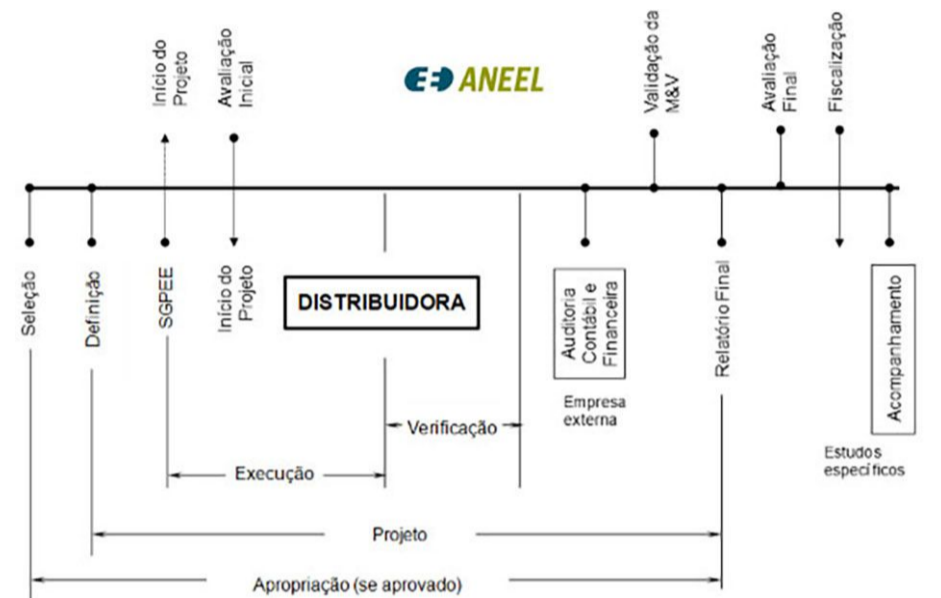 Início do
Projeto
Avaliação
Inicial
ANEEL
Validação da
M&V
Avaliação
Final
Fiscalização
Seleção
Definição
SGPEE
Início do
Projeto
DISTRIBUIDORA
Auditoria
Contábil e
Financeira
Empresa
externa
Relatório Final
Acompanhamento
Estudos
específicos
Verificação
Execução
Projeto
Apropriação (se aprovado)